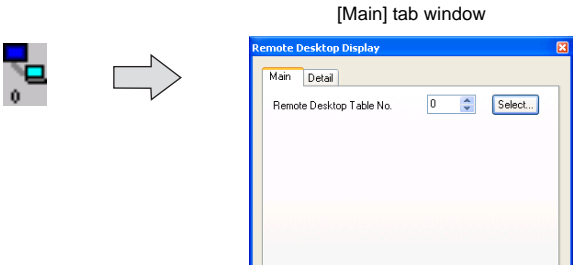 [Main] tab window
Remote Desktop Display
Main Detail
Remote Desktop Table No. 0 Select...
0